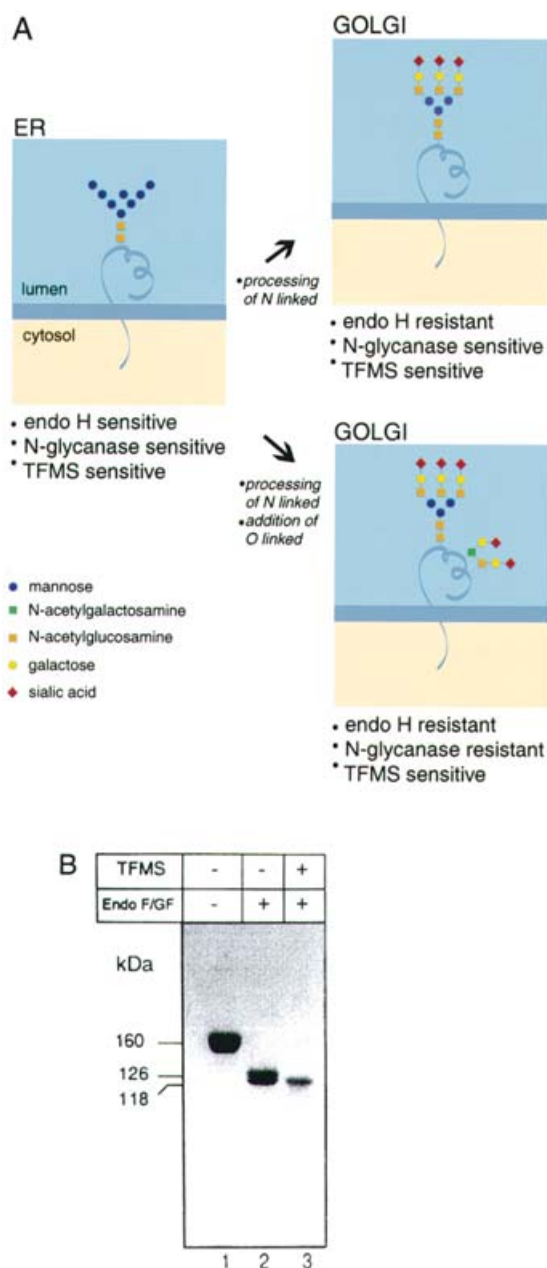 A
GOLGI
ER
lumen
cytosol
•processing
of N linked
• endo H resistant
• N-glycanase sensitive
• TFMS sensitive
• endo H sensitive
• N-glycanase sensitive
• TFMS sensitive
GOLGI
•processing
of N linked
•addition of
O linked
mannose
N-acetylgalactosamine
N-acetylglucosamine
galactose
sialic acid
• endo H resistant
• N-glycanase resistant
• TFMS sensitive
B
TFMS - - +
Endo F/GF - + +
kDa
160
126
118
1 2 3